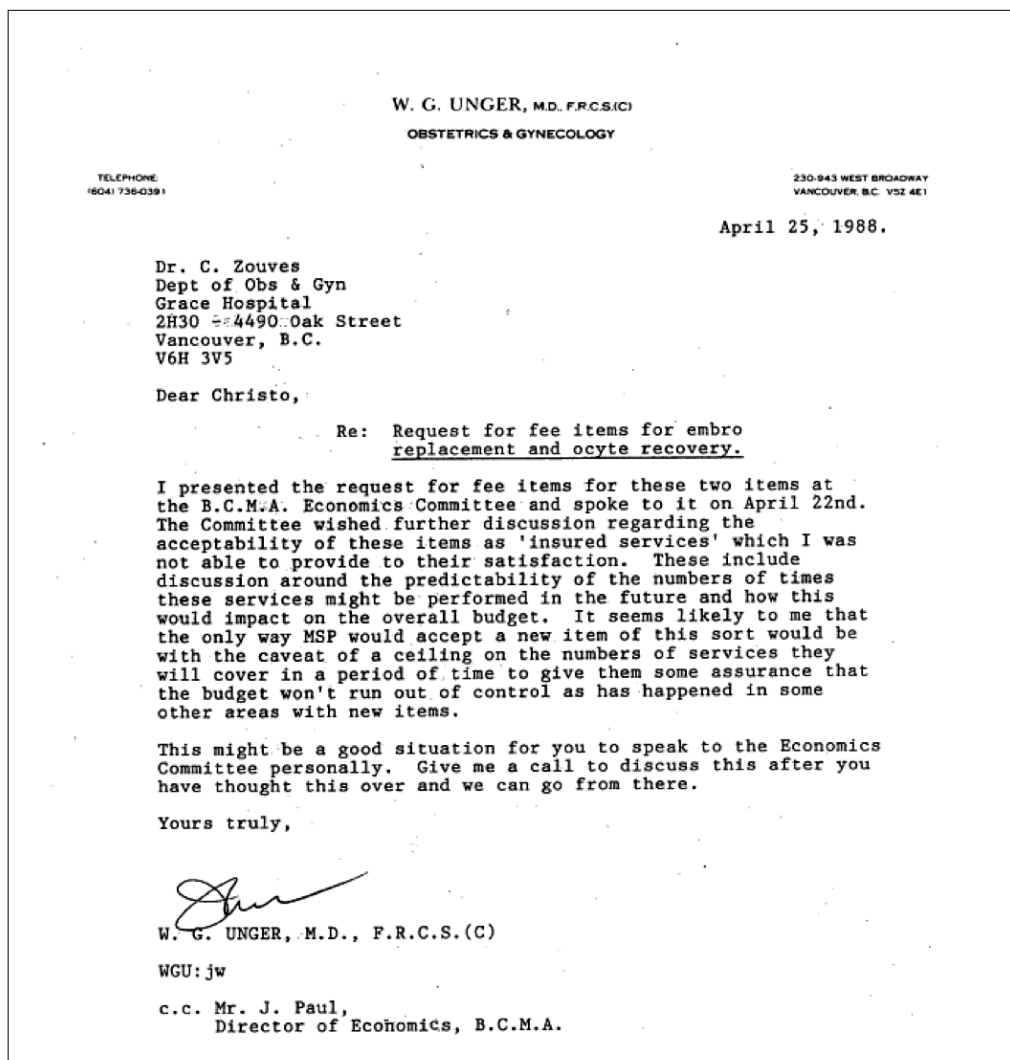 W. G. UNGER, M.D., F.R.C.S.(C)
OBSTETRICS & GYNECOLOGY
TELEPHONE:
(604) 736-0391
230-943 WEST BROADWAY
VANCOUVER, B.C. V5Z 4E1
April 25, 1988.
Dr. C. Zouves
Dept of Obs & Gyn
Grace Hospital
2H30 - 4490 Oak Street
Vancouver, B.C.
V6H 3V5
Dear Christo,
Re: Request for fee items for embro
replacement and ocyte recovery.
I presented the request for fee items for these two items at
the B.C.M.A. Economics Committee and spoke to it on April 22nd.
The Committee wished further discussion regarding the
acceptability of these items as 'insured services' which I was
not able to provide to their satisfaction. These include
discussion around the predictability of the numbers of times
these services might be performed in the future and how this
would impact on the overall budget. It seems likely to me that
the only way MSP would accept a new item of this sort would be
with the caveat of a ceiling on the numbers of services they
will cover in a period of time to give them some assurance that
the budget won't run out of control as has happened in some
other areas with new items.
This might be a good situation for you to speak to the Economics
Committee personally. Give me a call to discuss this after you
have thought this over and we can go from there.
Yours truly,
W. G. UNGER, M.D., F.R.C.S.(C)
WGU:jw
c.c. Mr. J. Paul,
Director of Economics, B.C.M.A.